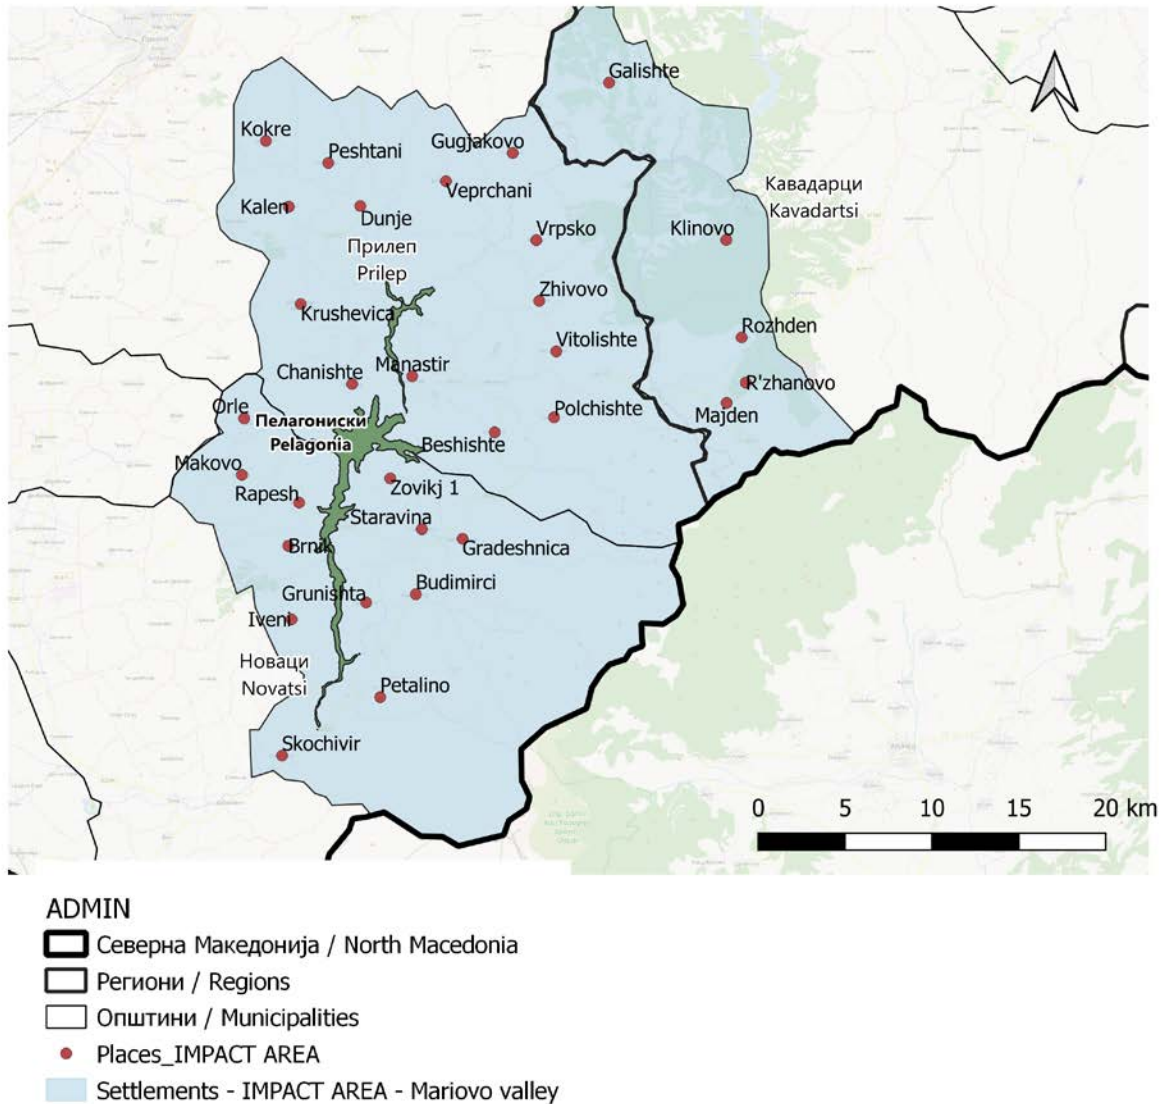 Galishte
Kokre
Peshtani
Gugjakovo
Veprchani
Кавадарци
Kavadartsi
Kalen
Dunje
Прилеп
Prilep
Vrpsko
Klinovo
Zhivovo
Krushevica
Rozhden
Vitolishte
Chanishte
Manastir
R'zhanovo
Majden
Orle
Пелагониски
Pelagonia
Polchishte
Beshishte
Makovo
Rapesh
Zovikj 1
Staravina
Gradeshnica
Brnik
Budimirci
Grunishta
Iveni
Новаци
Novatsi
Petalino
Skochivir
0 5 10 15 20 km
ADMIN
Северна Македонија / North Macedonia
Региони / Regions
Општини / Municipalities
Places_IMPACT AREA
Settlements - IMPACT AREA - Mariovo valley